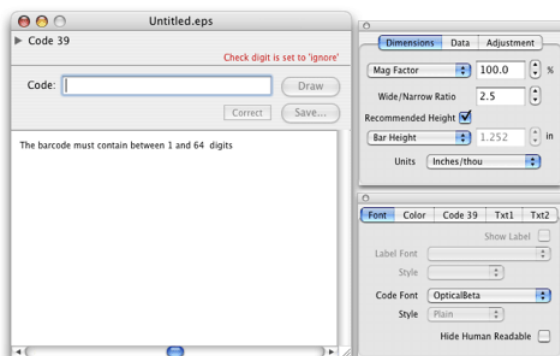 Untitled.eps
Code 39
Check digit is set to 'ignore'
Code:
Draw
Correct
Save...
The barcode must contain between 1 and 64 digits
Dimensions Data Adjustment
Mag Factor 100.0 %
Wide/Narrow Ratio 2.5
Recommended Height
Bar Height 1.252 in
Units Inches/thou
Font Color Code 39 Txt1 Txt2
Show Label
Label Font
Style
Code Font OpticalBeta
Style Plain
Hide Human Readable